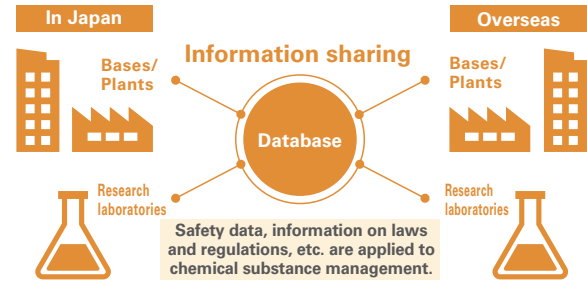 In Japan
Overseas
Information sharing
Bases/
Plants
Bases/
Plants
Database
Research
laboratories
Research
laboratories
Safety data, information on laws
and regulations, etc. are applied to
chemical substance management.